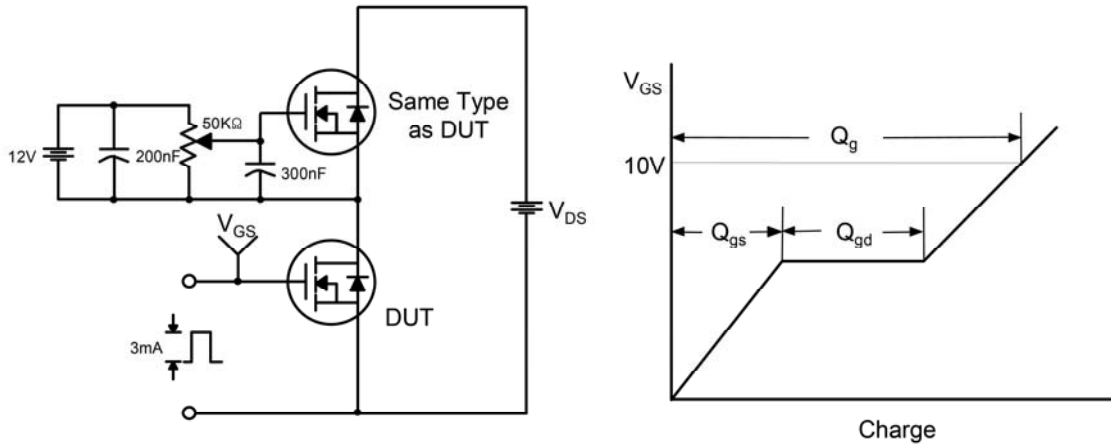 Same Type
as DUT
50KΩ
12V
200nF
300nF
V_GS
V_DS
DUT
3mA
V_GS
Q_g
10V
Q_gs
Q_gd
Charge